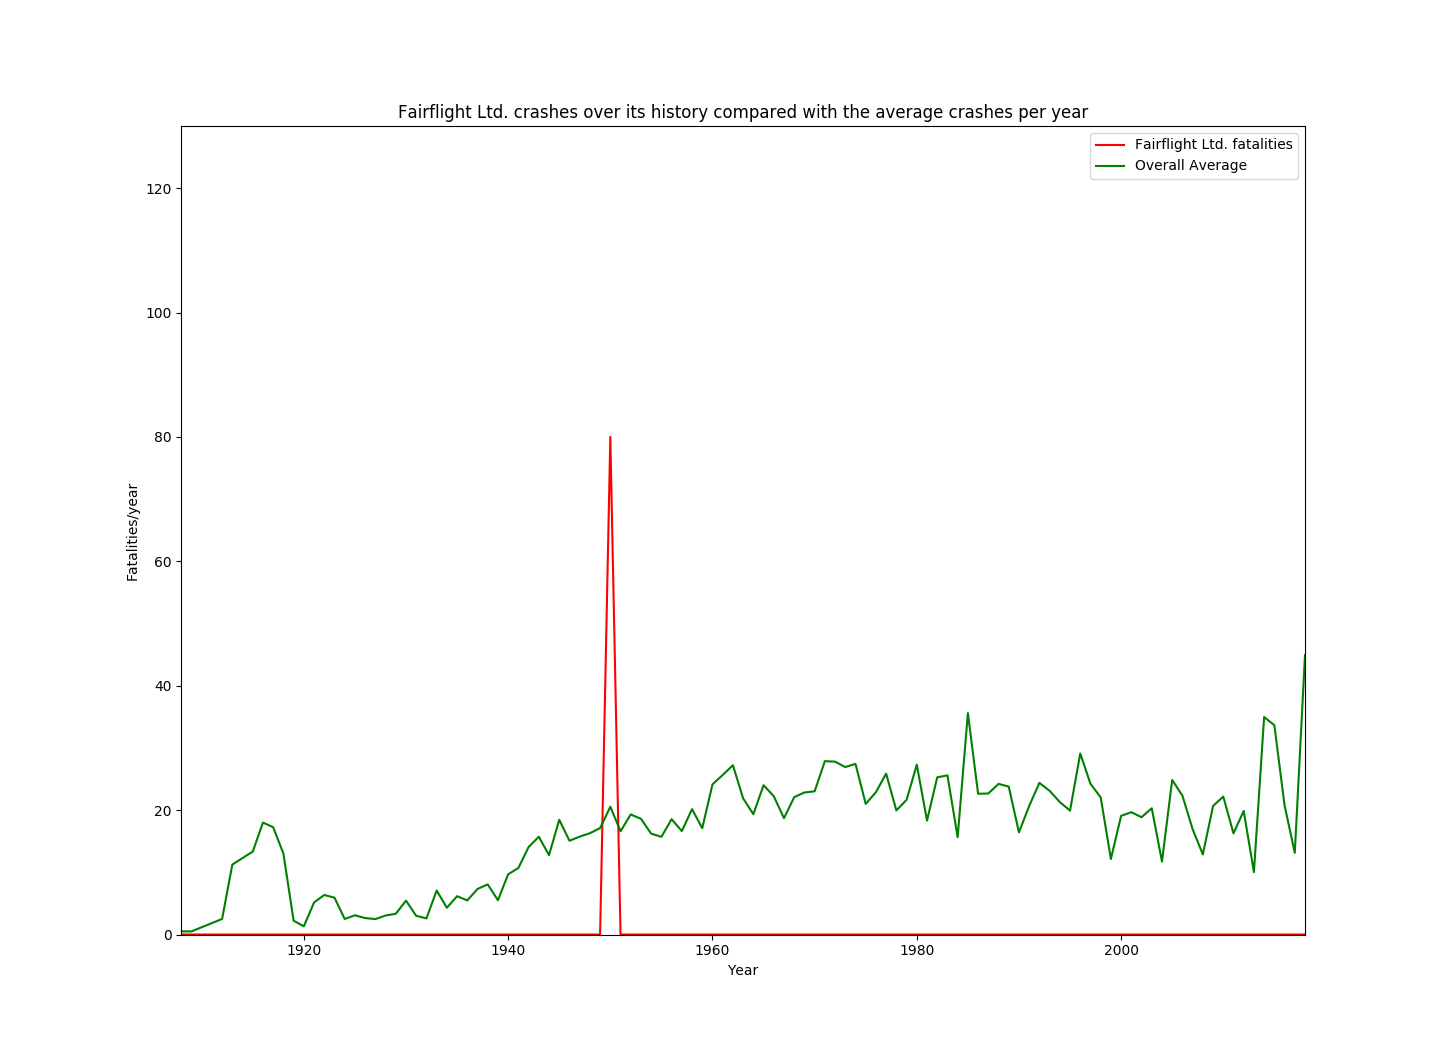 Fairflight Ltd. crashes over its history compared with the average crashes per year
Fairflight Ltd. fatalities
Overall Average
120
100
80
60
40
20
0
Fatalities/year
1920
1940
1960
1980
2000
Year